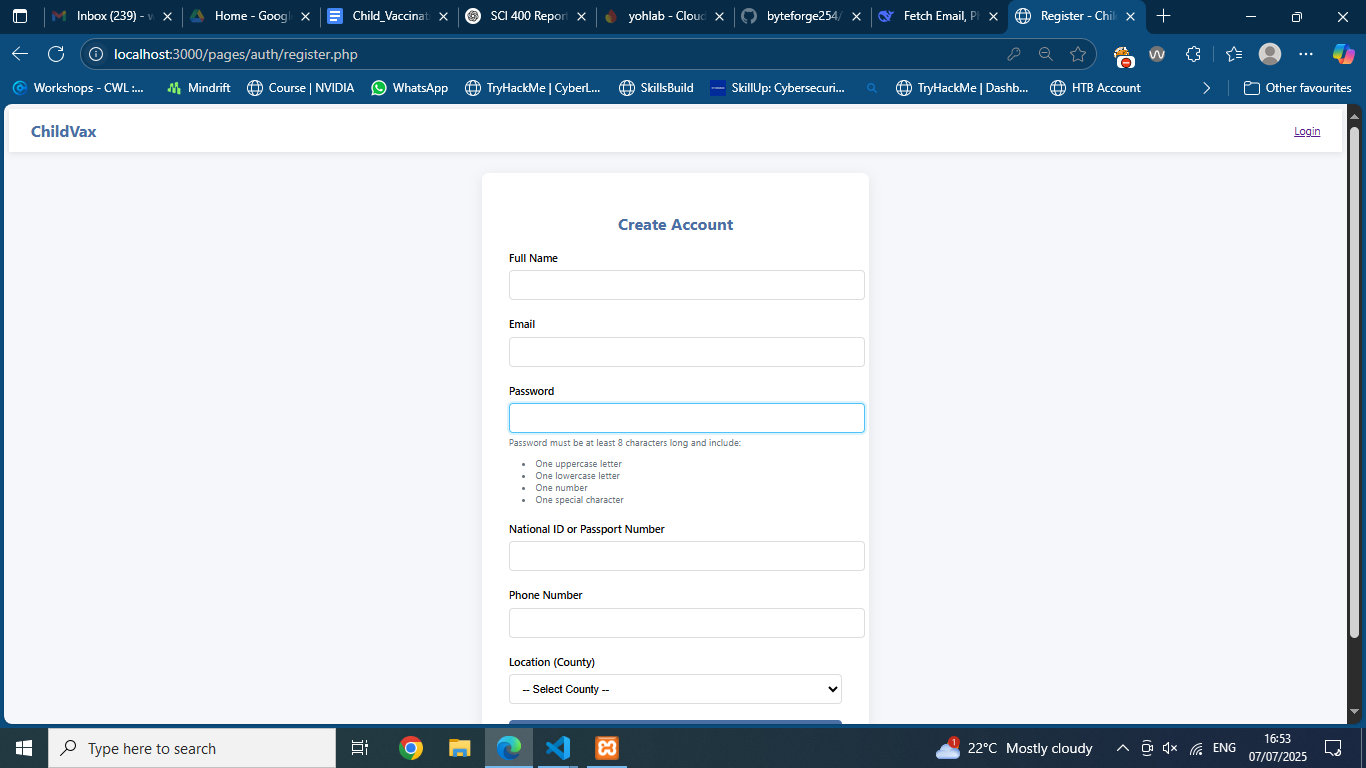 Inbox (239) - w
Home - Googl
Child_Vaccinat
SCI 400 Report
yohlab - Cloud
byteforge254/
Fetch Email, Ph
Register - Chil
localhost:3000/pages/auth/register.php
Workshops - CWL :...
Mindrift
Course | NVIDIA
WhatsApp
TryHackMe | CyberL...
SkillsBuild
SkillUp: Cybersecuri...
TryHackMe | Dashb...
HTB Account
Other favourites
ChildVax
Login
Create Account
Full Name
Email
Password
Password must be at least 8 characters long and include:
One uppercase letter
One lowercase letter
One number
One special character
National ID or Passport Number
Phone Number
Location (County)
-- Select County --
Type here to search
1
22°C Mostly cloudy
ENG
16:53
07/07/2025